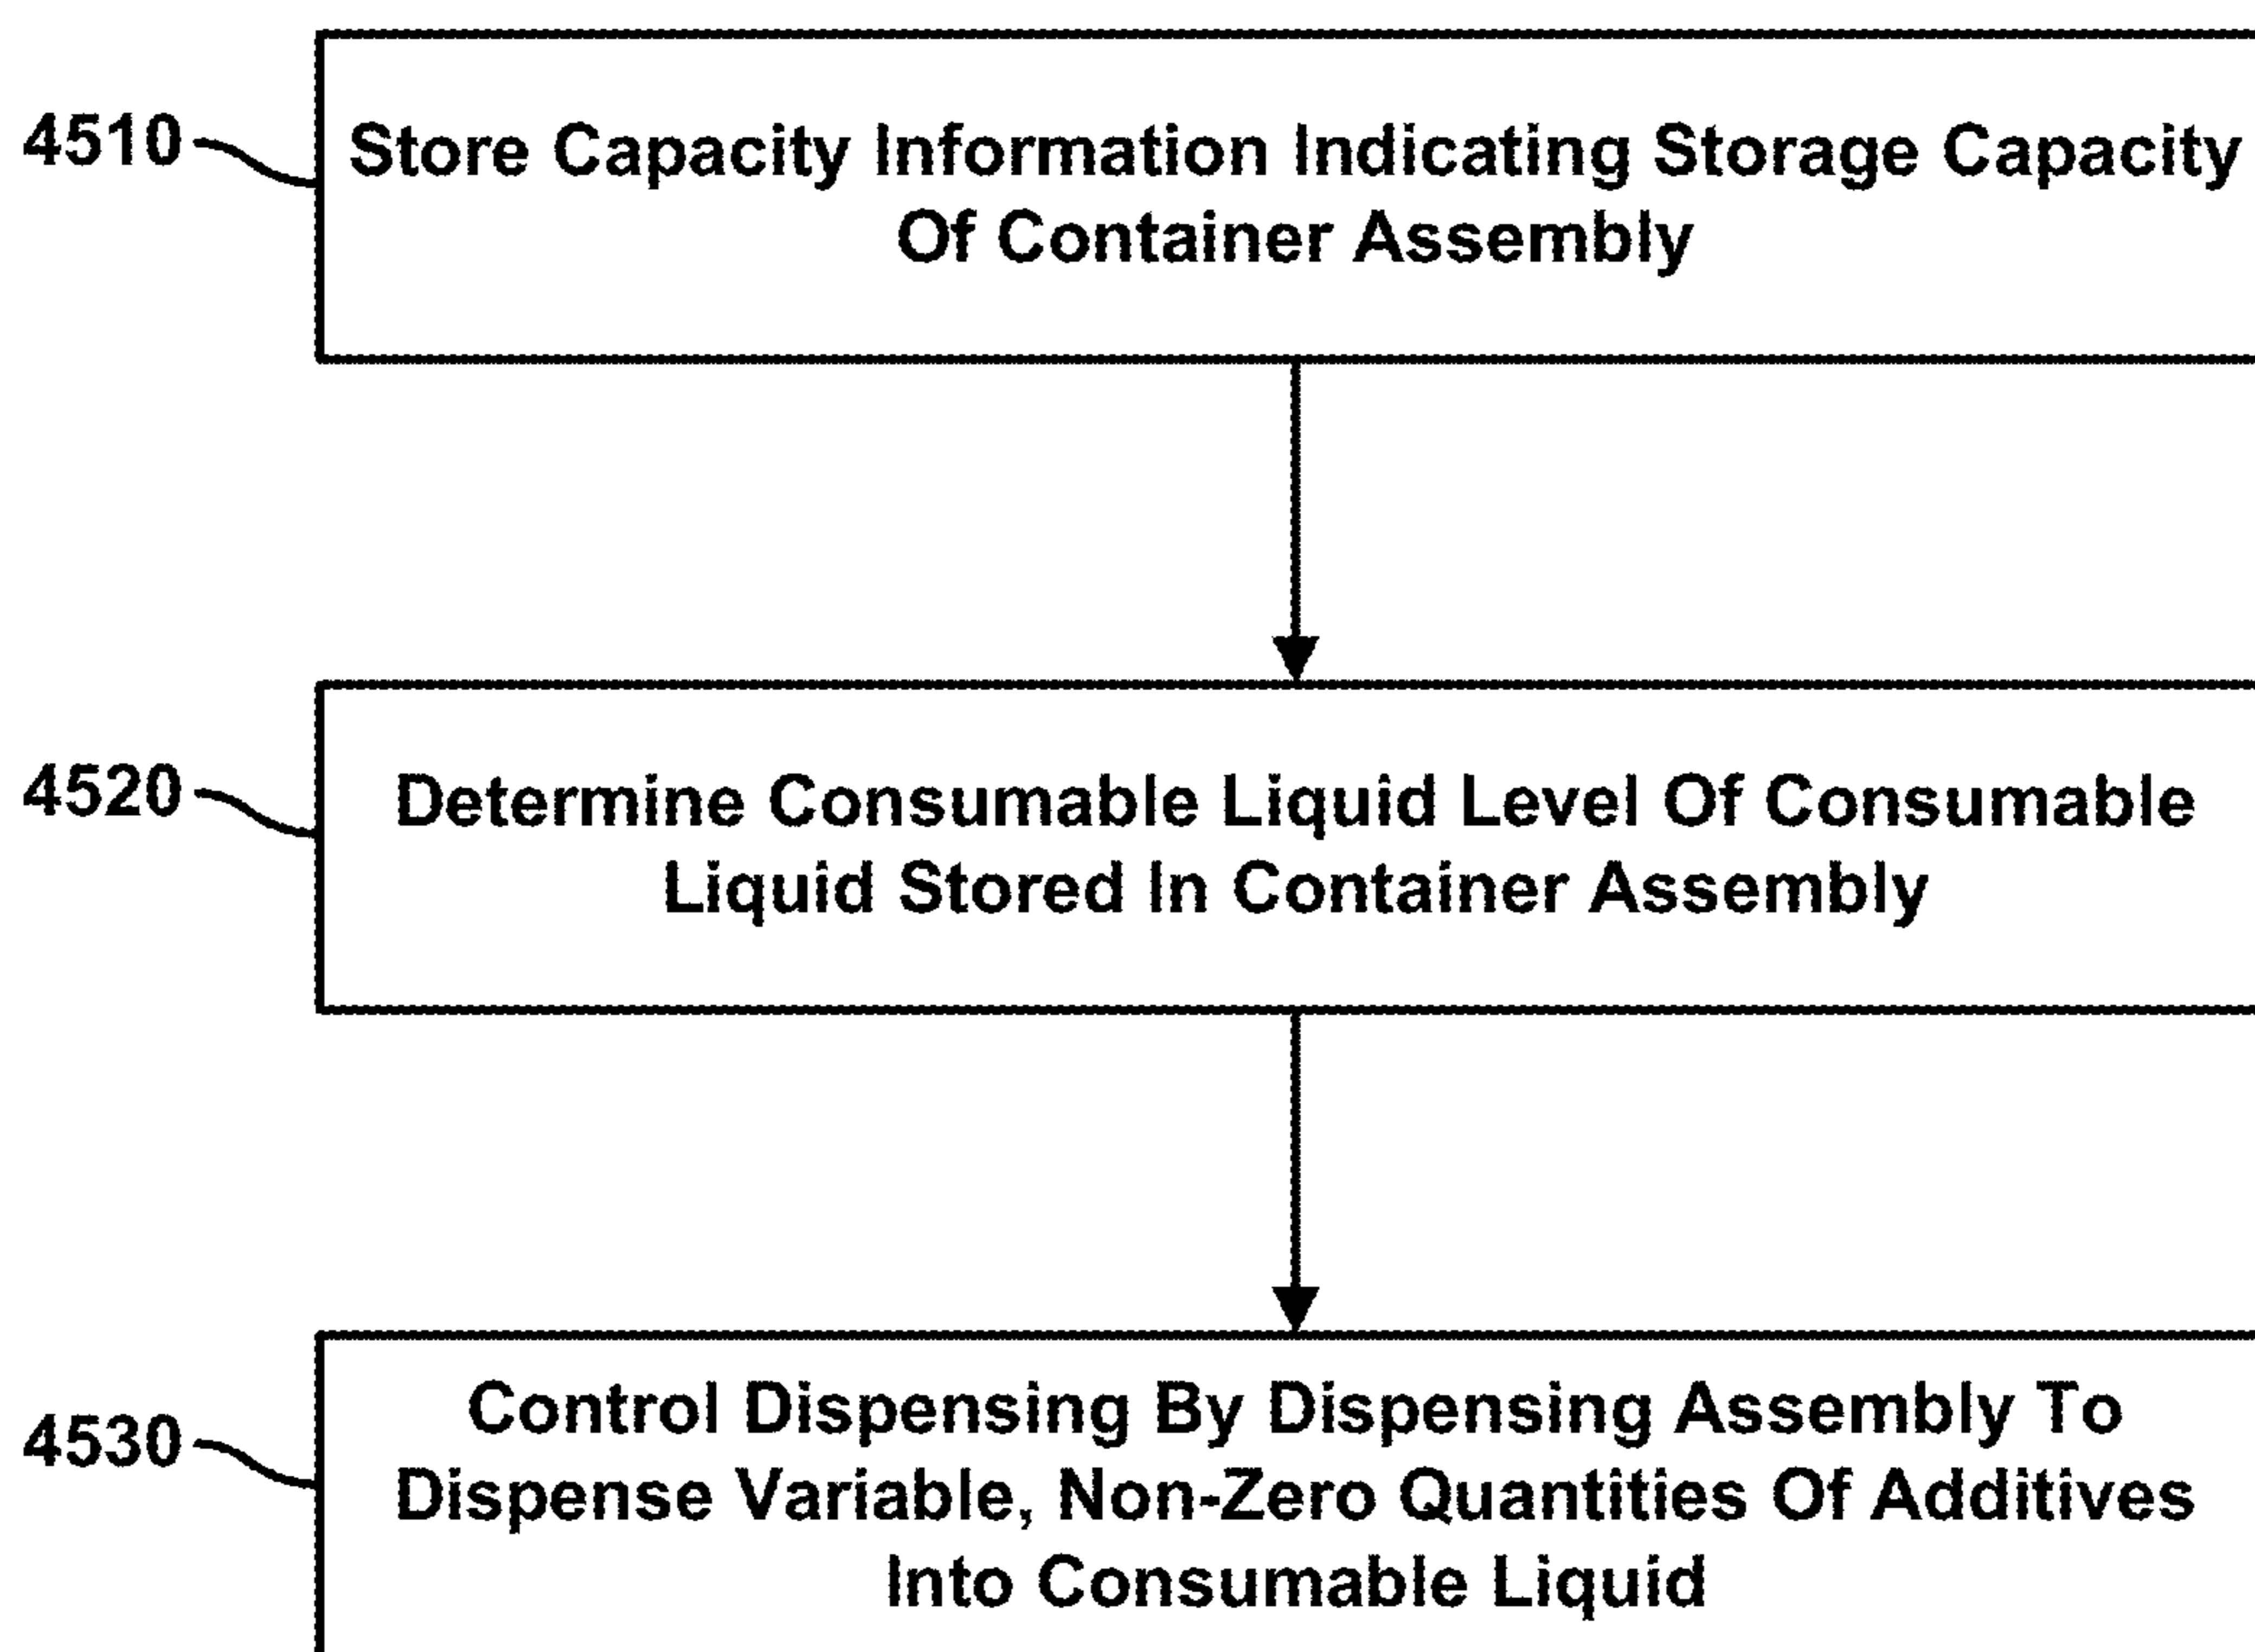 4510
Store Capacity Information Indicating Storage Capacity
Of Container Assembly
4520
Determine Consumable Liquid Level Of Consumable
Liquid Stored In Container Assembly
4530
Control Dispensing By Dispensing Assembly To
Dispense Variable, Non-Zero Quantities Of Additives
Into Consumable Liquid